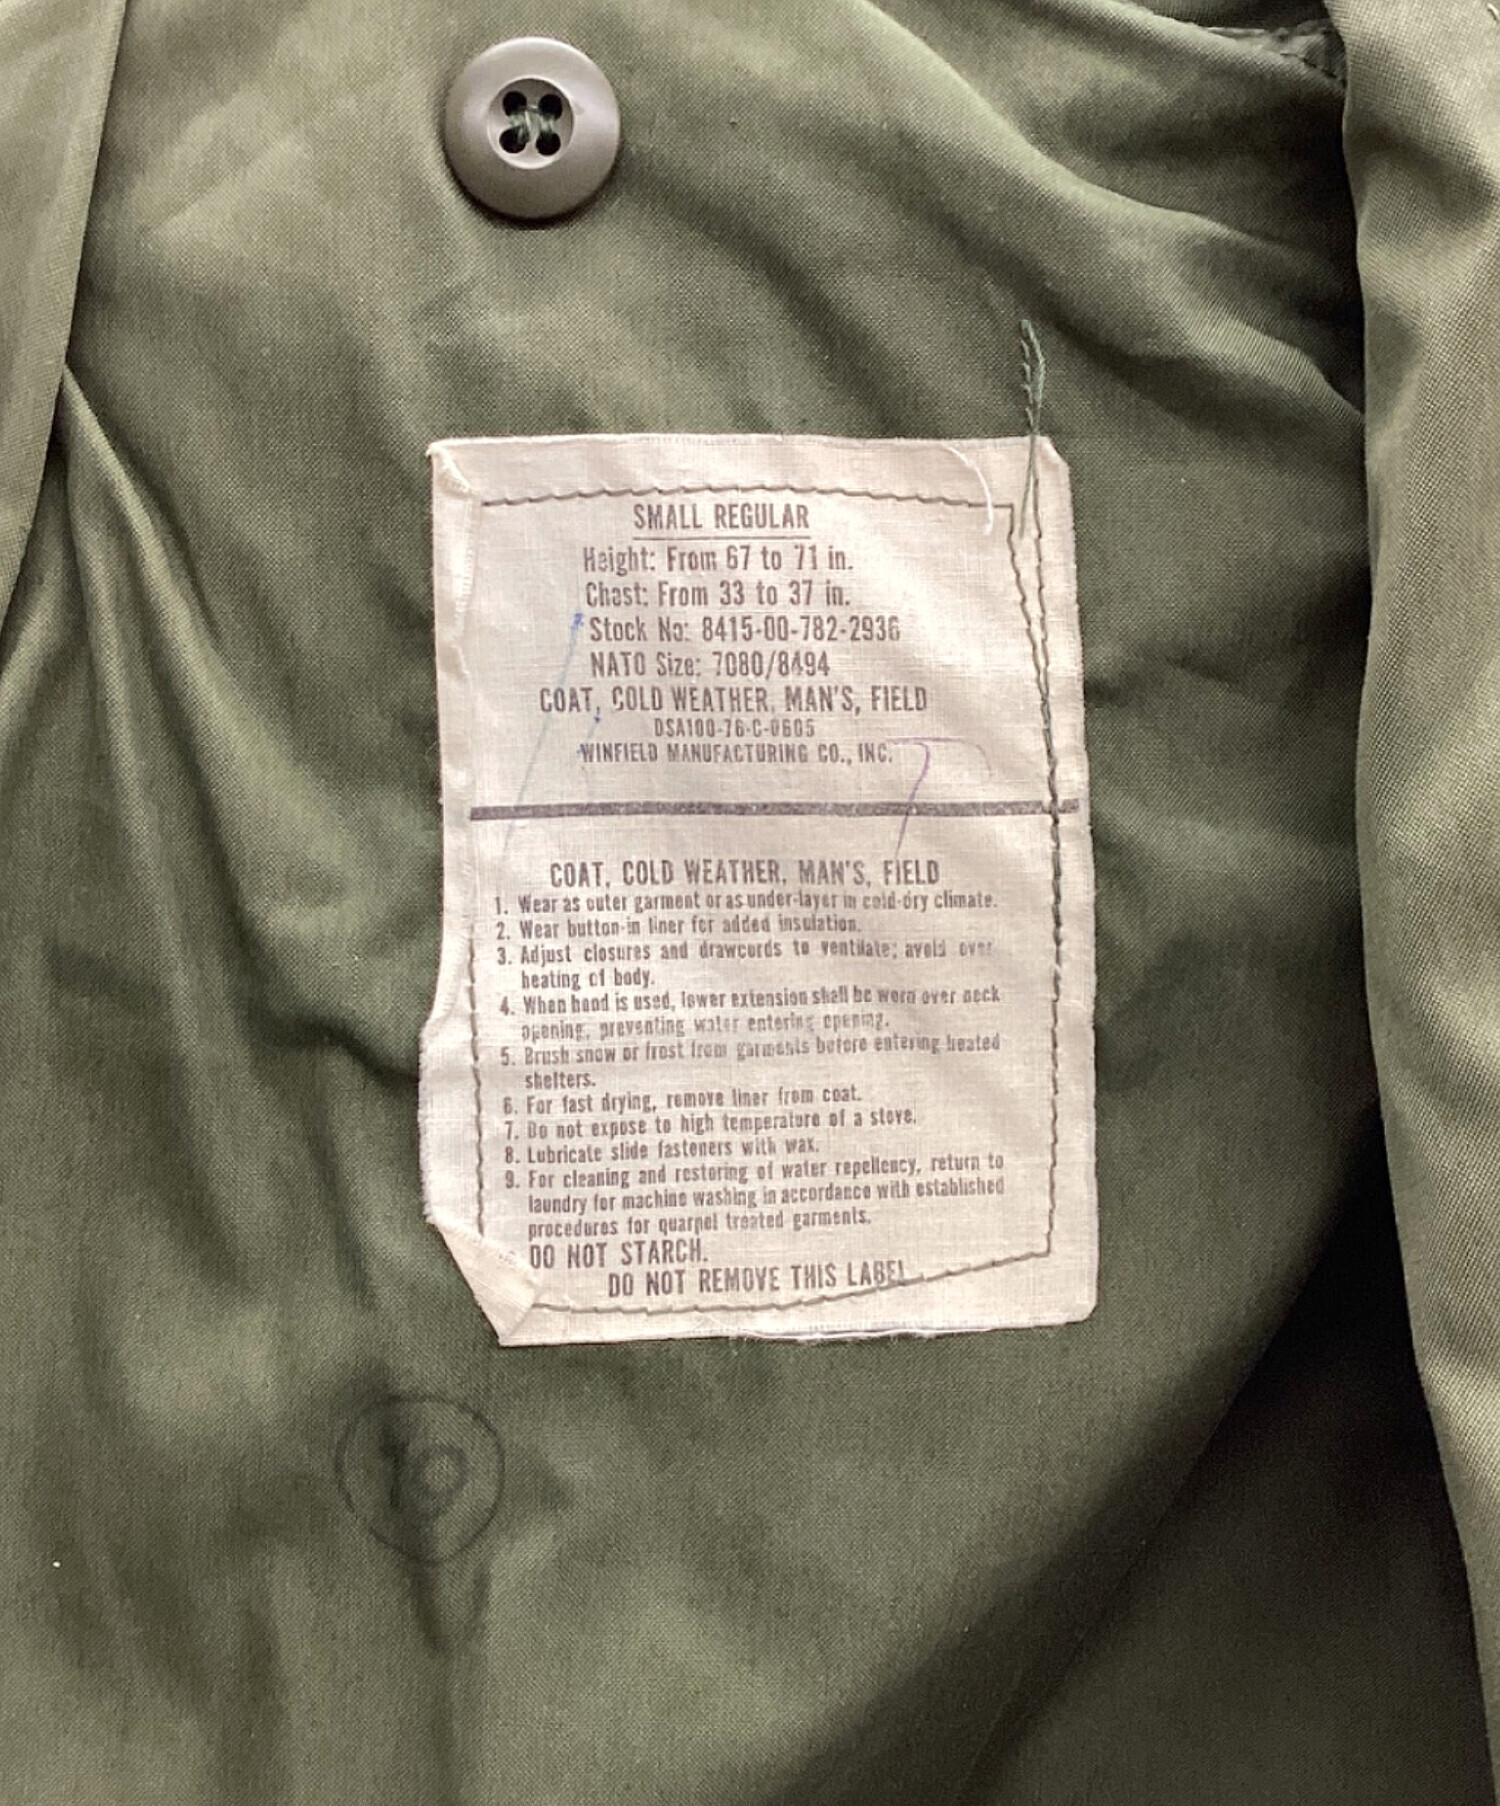 SMALL REGULAR
Height: From 67 to 71 in.
Chest: From 33 to 37 in.
Stock No: 8415-00-782-2936
NATO Size: 7080/8494
COAT, COLD WEATHER, MAN'S, FIELD
DSA100-76-C-0605
WINFIELD MANUFACTURING CO., INC.
COAT, COLD WEATHER, MAN'S, FIELD
1. Wear as outer garment or as under-layer in cold-dry climate.
2. Wear button-in liner for added insulation.
3. Adjust closures and drawcords to ventilate; avoid over
heating of body.
4. When hood is used, lower extension shall be worn over neck
opening, preventing water entering opening.
5. Brush snow or frost from garments before entering heated
shelters.
6. For fast drying, remove liner from coat.
7. Do not expose to high temperature of a stove.
8. Lubricate slide fasteners with wax.
9. For cleaning and restoring of water repellency, return to
laundry for machine washing in accordance with established
procedures for quarpel treated garments.
DO NOT STARCH.
DO NOT REMOVE THIS LABEL